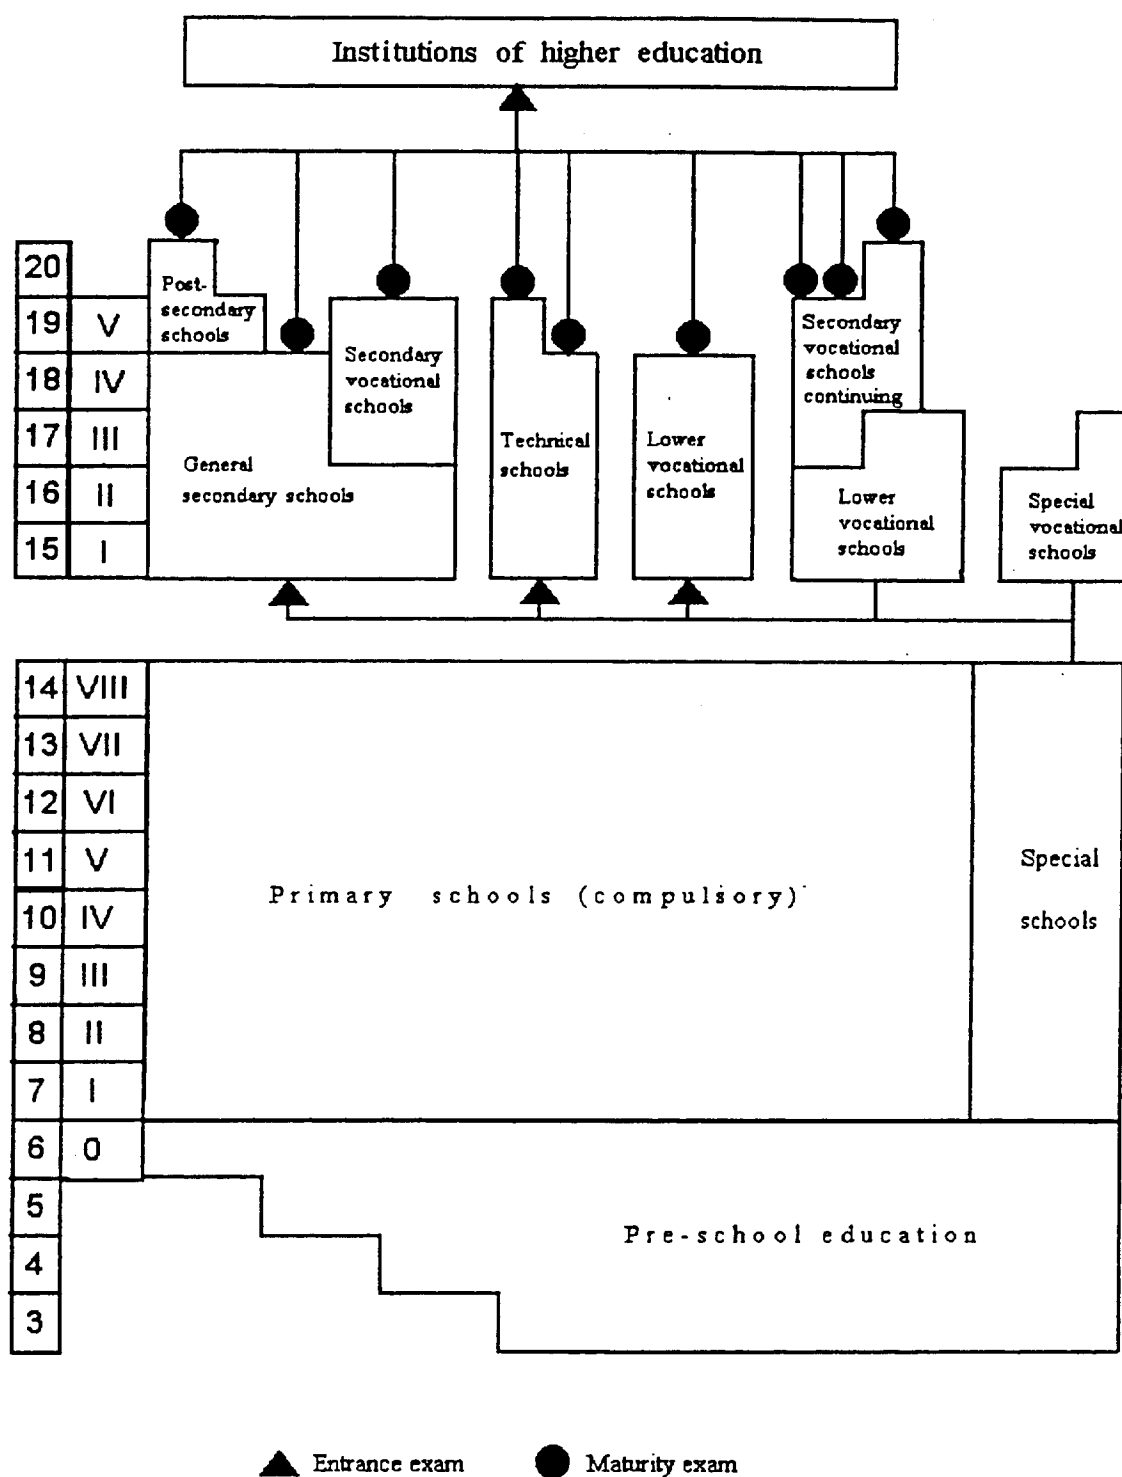 Institutions of higher education
20
19 V
18 IV
17 III
16 II
15 I
Post-
secondary
schools
General
secondary schools
Secondary
vocational
schools
Technical
schools
Lower
vocational
schools
Secondary
vocational
schools
continuing
Lower
vocational
schools
Special
vocational
schools
14 VIII
13 VII
12 VI
11 V
10 IV
9 III
8 II
7 I
6 0
5
4
3
Primary schools (compulsory)
Special
schools
Pre-school education
Entrance exam
Maturity exam